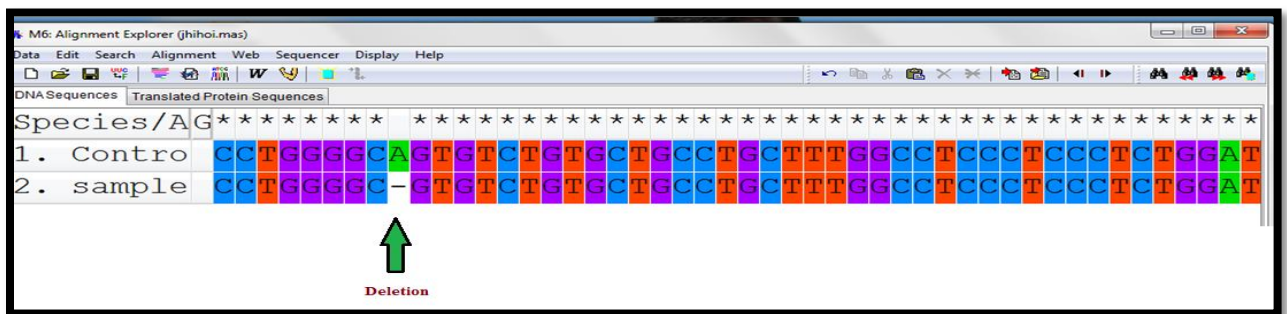 M6: Alignment Explorer (jhihoi.mas)
Data Edit Search Alignment Web Sequencer Display Help
W
DNA Sequences Translated Protein Sequences
Species/A G * * * * * * * *   * * * * * * * * * * * * * * * * * * * * * * * * * * * * * * * * * * * * * * *
1. Contro CCTGGGGCAGTGTCTGTGCTGCCTGCTTTGGCCTCCCTCCCTCTGGAT
2. sample CCTGGGGC-GTGTCTGTGCTGCCTGCTTTGGCCTCCCTCCCTCTGGAT
Deletion